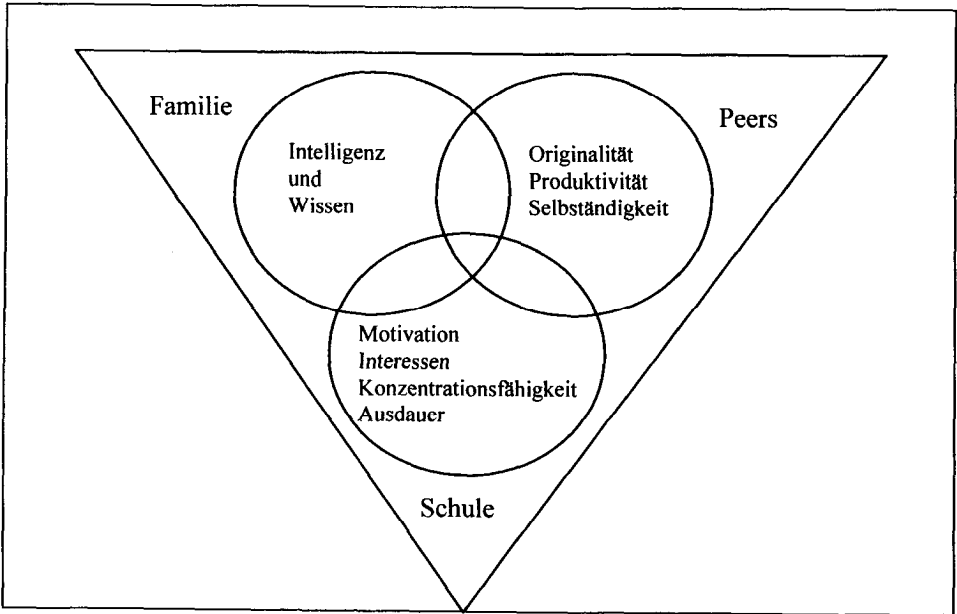 Familie
Peers
Intelligenz
und
Wissen
Originalität
Produktivität
Selbständigkeit
Motivation
Interessen
Konzentrationsfähigkeit
Ausdauer
Schule